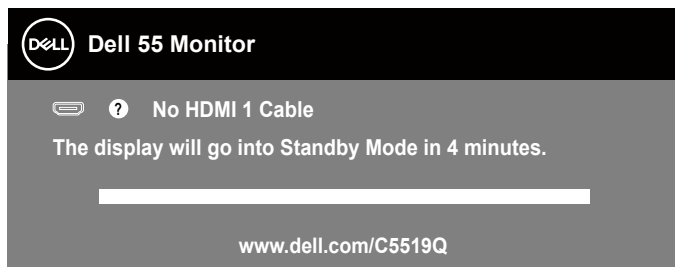 DELL Dell 55 Monitor
? No HDMI 1 Cable
The display will go into Standby Mode in 4 minutes.
www.dell.com/C5519Q